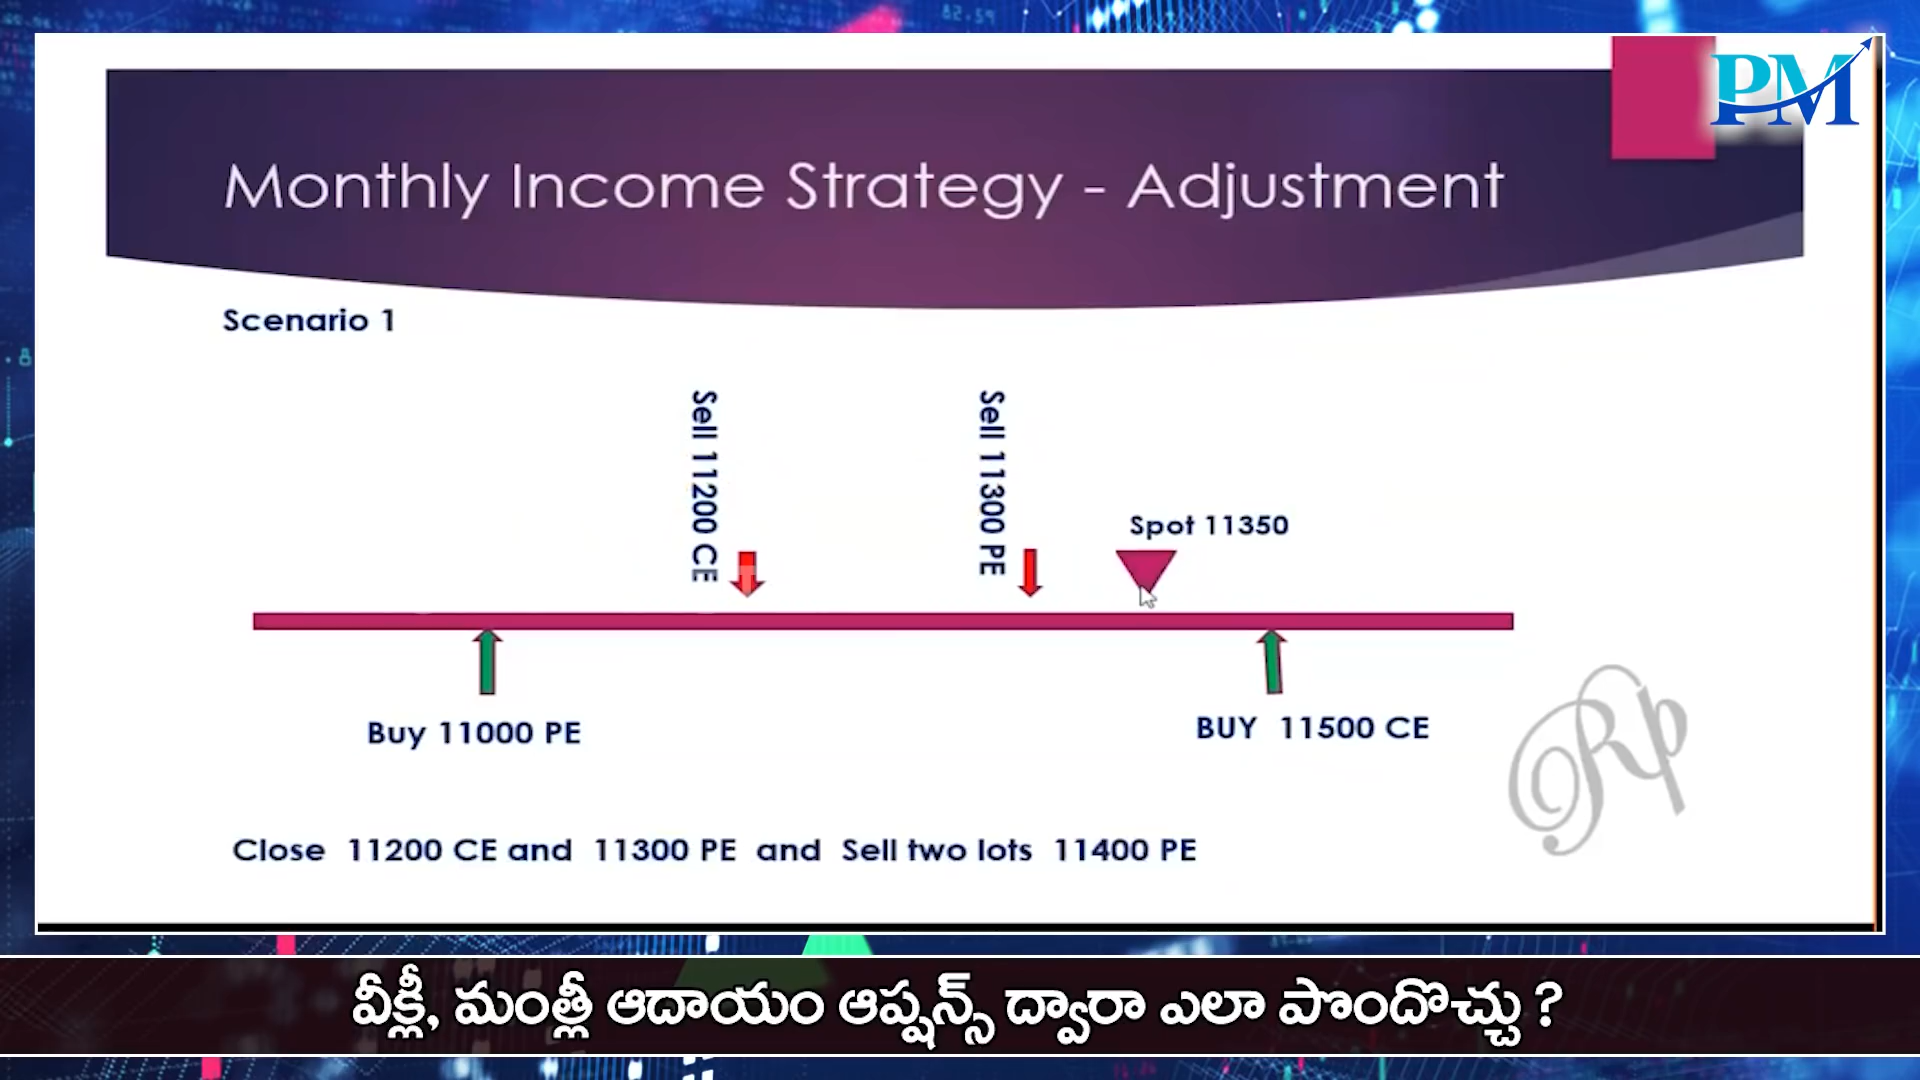 PM
Monthly Income Strategy - Adjustment
Scenario 1
Sell 11200 CE
Sell 11300 PE
Spot 11350
Buy 11000 PE
BUY 11500 CE
Rp
Close 11200 CE and 11300 PE and Sell two lots 11400 PE
వీక్లీ, మంత్లీ ఆదాయం ఆప్షన్స్ ద్వారా ఎలా పొందొచ్చు ?